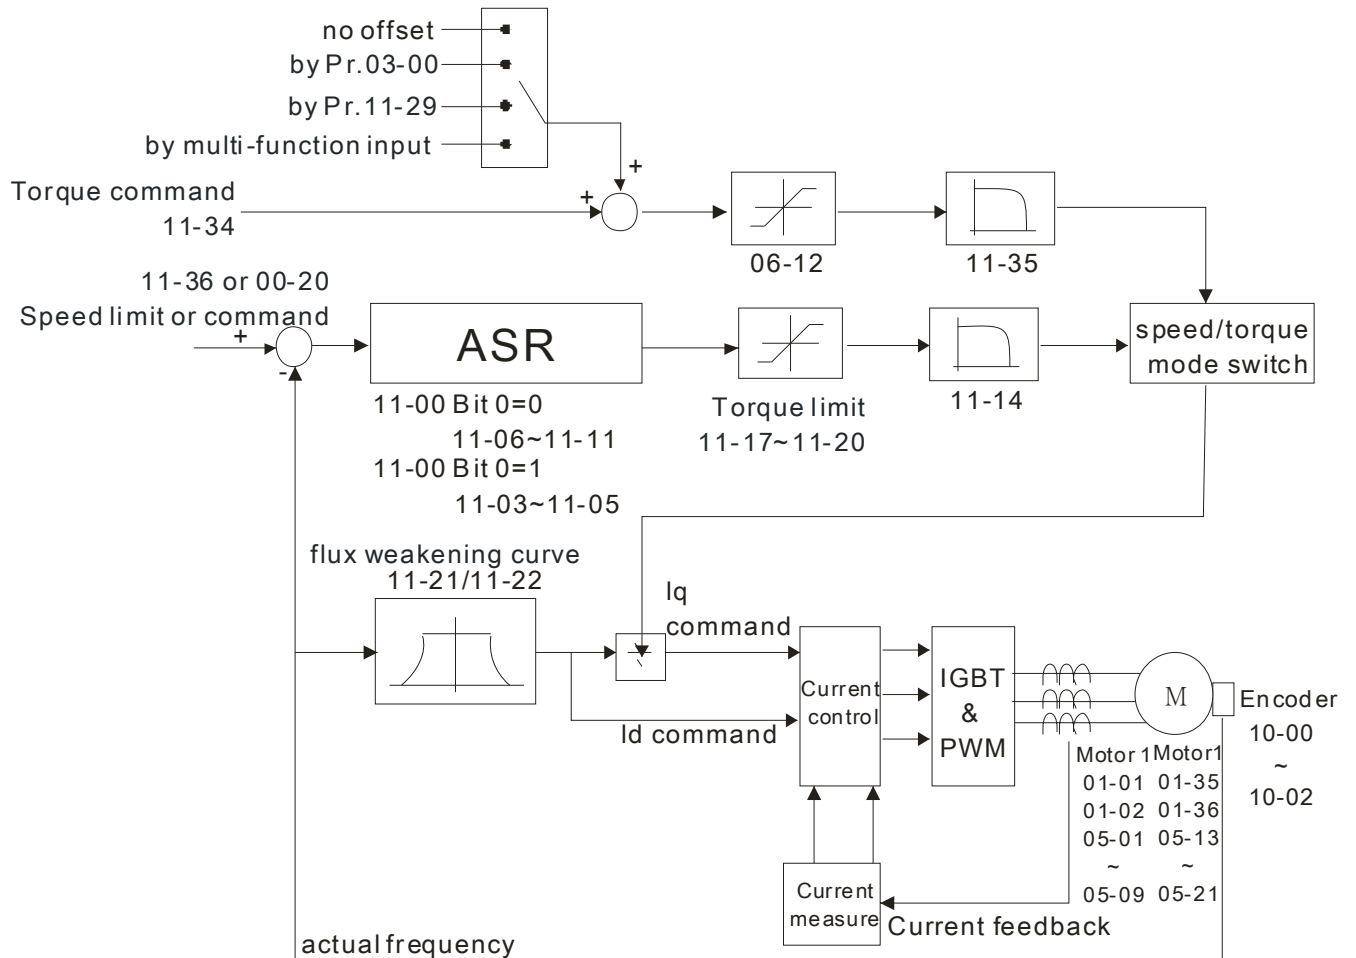 no offset
by Pr.03-00
by Pr.11-29
by multi-function input
+
Torque command
+
11-34
06-12
11-35
11-36 or 00-20
Speed limit or command
+
-
ASR
speed/torque
mode switch
11-00 Bit 0=0
11-06~11-11
11-00 Bit 0=1
11-03~11-05
Torque limit
11-17~11-20
11-14
flux weakening curve
11-21/11-22
Iq
command
Id command
Current
control
IGBT
&
PWM
M
Encoder
10-00
~
10-02
Motor 1 Motor1
01-01 01-35
01-02 01-36
05-01 05-13
~ ~
05-09 05-21
Current
measure
Current feedback
actual frequency